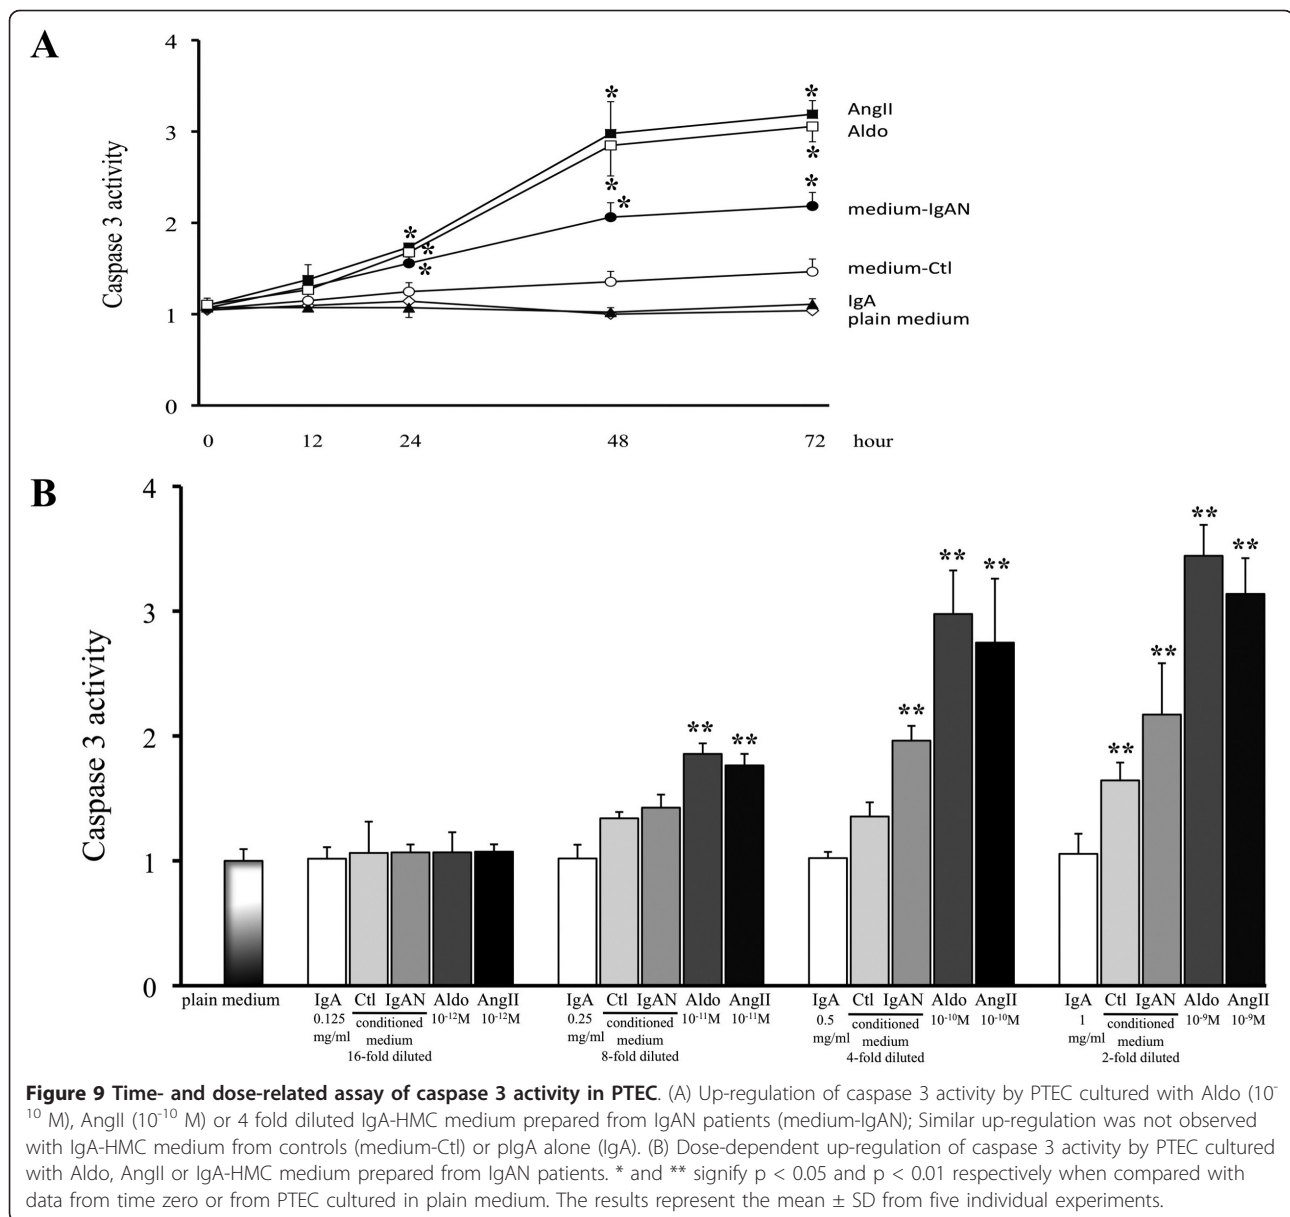 A
4
3
2
1
0
Caspase 3 activity
* *
AngII
Aldo
*
* * *
medium-IgAN
*
*
*
medium-Ctl
IgA
plain medium
0 12 24 48 72 hour
B
4
3
2
1
0
Caspase 3 activity
** ** ** ** ** ** ** ** **
plain medium
IgA Ctl IgAN Aldo AngII IgA Ctl IgAN Aldo AngII IgA Ctl IgAN Aldo AngII IgA Ctl IgAN Aldo AngII
0.125 mg/ml conditioned medium 16-fold diluted 10⁻¹²M 10⁻¹²M
0.25 mg/ml conditioned medium 8-fold diluted 10⁻¹¹M 10⁻¹¹M
0.5 mg/ml conditioned medium 4-fold diluted 10⁻¹⁰M 10⁻¹⁰M
1 mg/ml conditioned medium 2-fold diluted 10⁻⁹M 10⁻⁹M
Figure 9 Time- and dose-related assay of caspase 3 activity in PTEC. (A) Up-regulation of caspase 3 activity by PTEC cultured with Aldo (10⁻
¹⁰ M), AngII (10⁻¹⁰ M) or 4 fold diluted IgA-HMC medium prepared from IgAN patients (medium-IgAN); Similar up-regulation was not observed
with IgA-HMC medium from controls (medium-Ctl) or pIgA alone (IgA). (B) Dose-dependent up-regulation of caspase 3 activity by PTEC cultured
with Aldo, AngII or IgA-HMC medium prepared from IgAN patients. * and ** signify p < 0.05 and p < 0.01 respectively when compared with
data from time zero or from PTEC cultured in plain medium. The results represent the mean ± SD from five individual experiments.